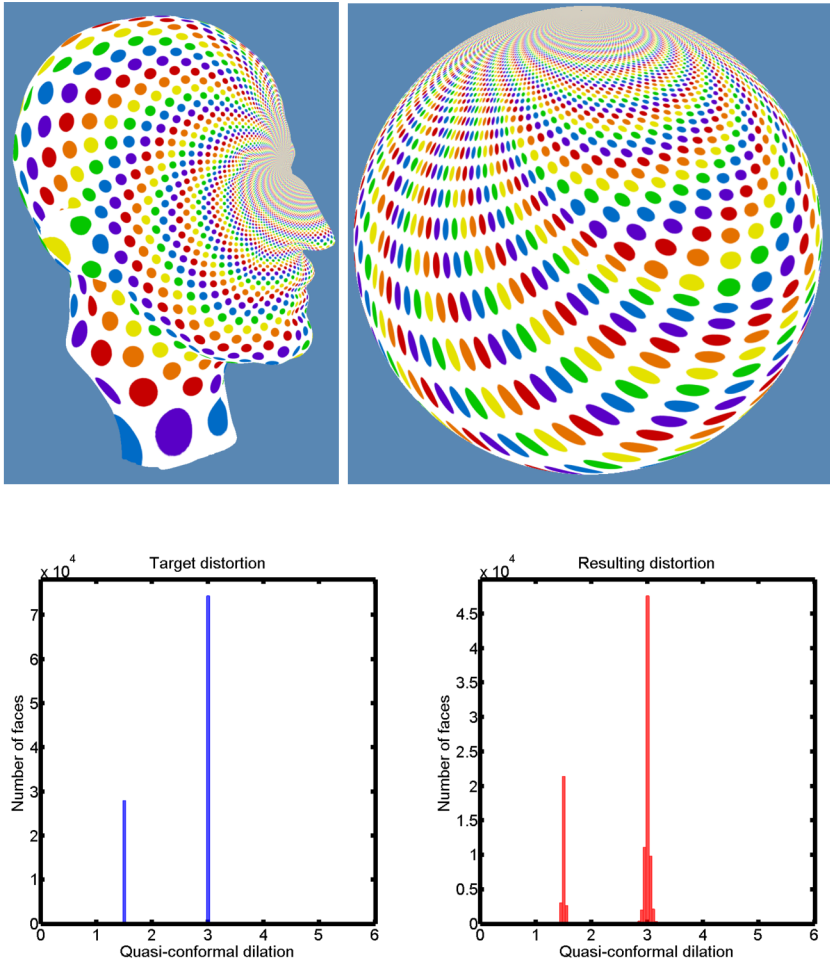 Target distortion
x 10^4
7
6
5
4
3
2
1
0
0 1 2 3 4 5 6
Number of faces
Quasi-conformal dilation
Resulting distortion
x 10^4
4.5
4
3.5
3
2.5
2
1.5
1
0.5
0
0 1 2 3 4 5 6
Number of faces
Quasi-conformal dilation